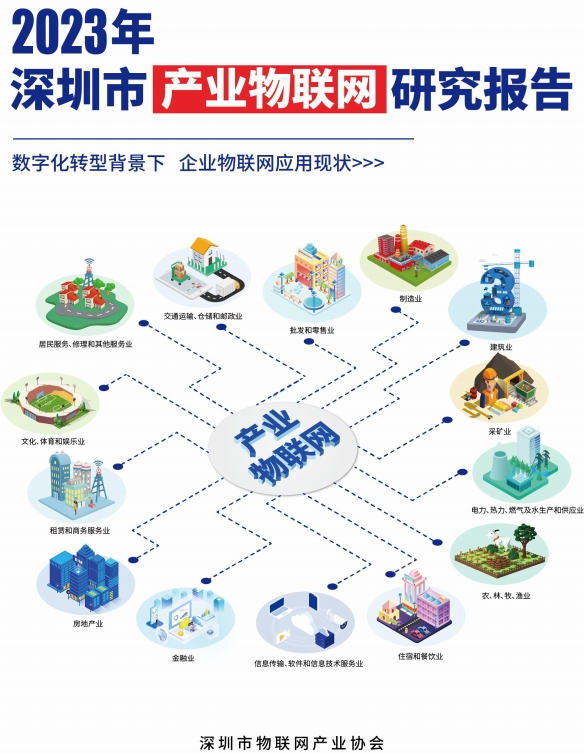 2023年
深圳市 产业物联网 研究报告
数字化转型背景下 企业物联网应用现状>>>
制造业
交通运输、仓储和邮政业
批发和零售业
居民服务、修理和其他服务业
建筑业
采矿业
文化、体育和娱乐业
产业
物联网
电力、热力、燃气及水生产和供应业
租赁和商务服务业
农、林、牧、渔业
房地产业
金融业
信息传输、软件和信息技术服务业
住宿和餐饮业
深圳市物联网产业协会